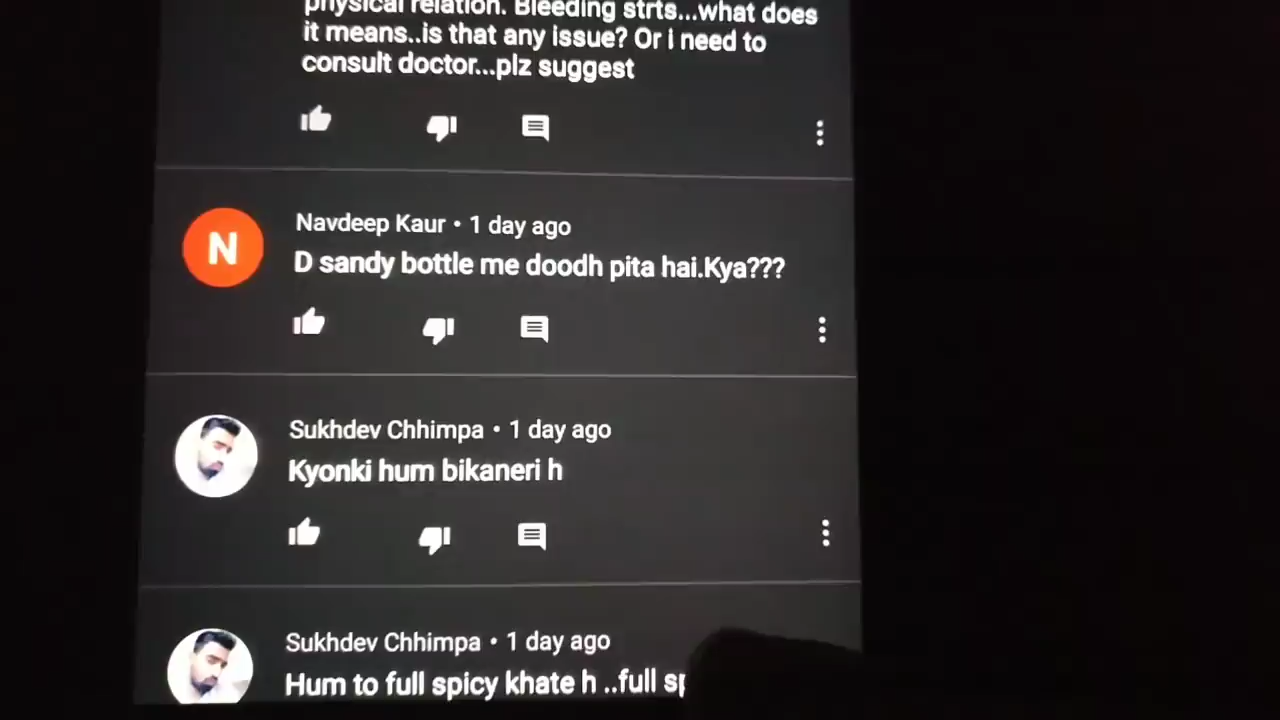 physical relation. Bleeding strts...what does
it means..is that any issue? Or i need to
consult doctor...plz suggest
N
Navdeep Kaur • 1 day ago
D sandy bottle me doodh pita hai.Kya???
Sukhdev Chhimpa • 1 day ago
Kyonki hum bikaneri h
Sukhdev Chhimpa • 1 day ago
Hum to full spicy khate h ..full